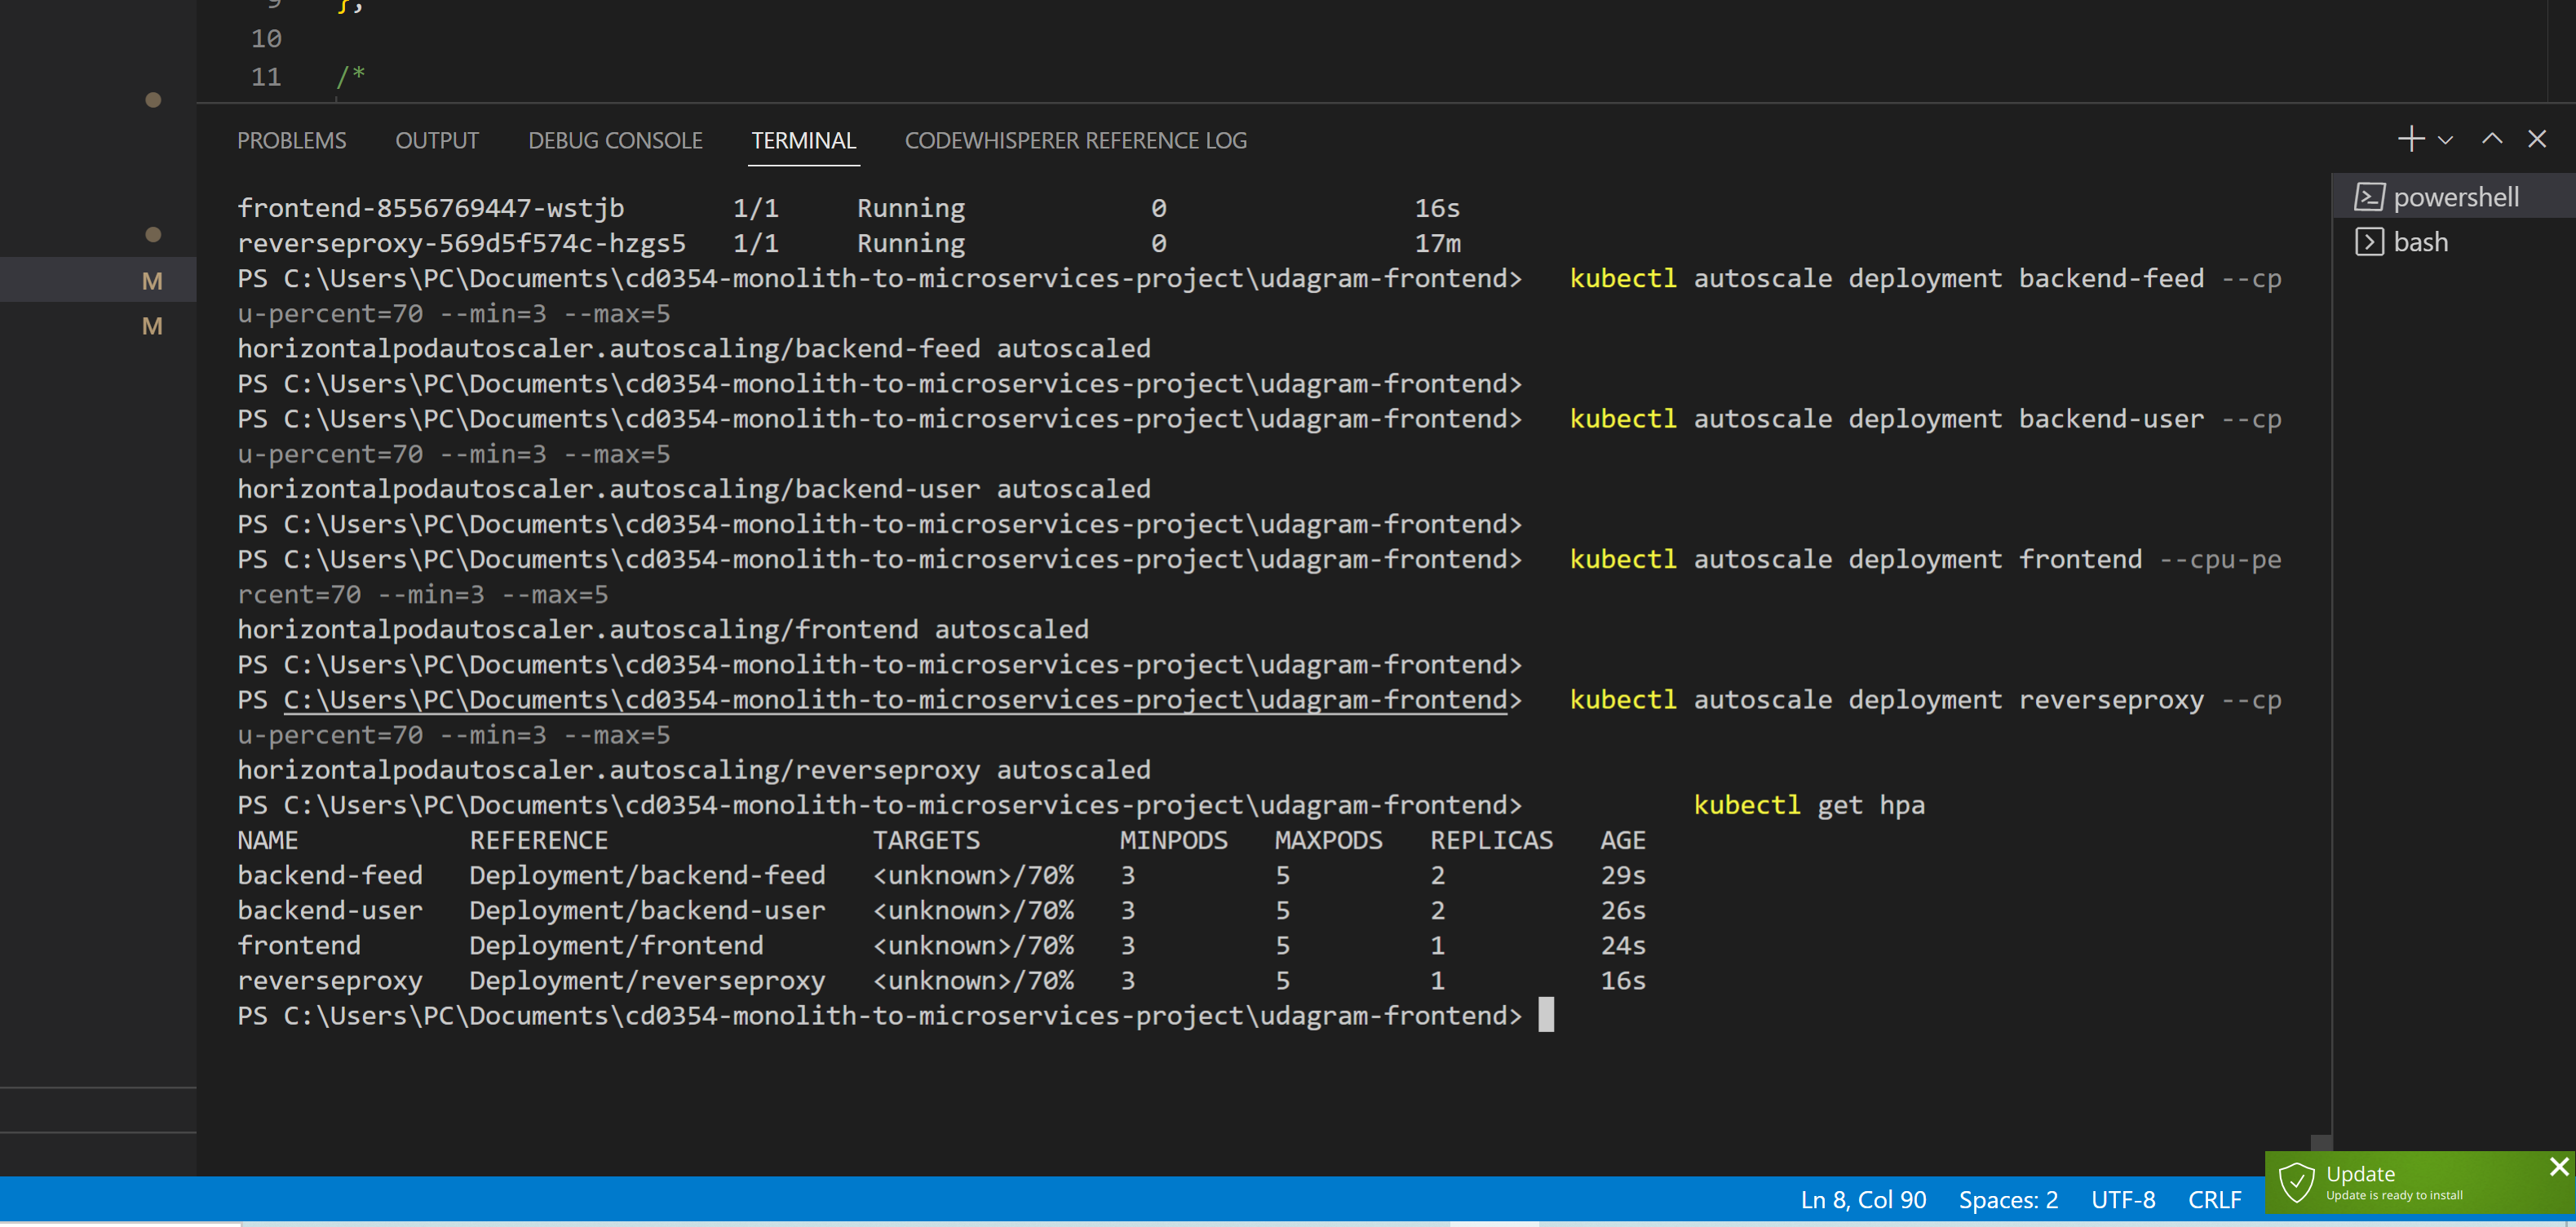 9 },
10
11 /*
PROBLEMS OUTPUT DEBUG CONSOLE TERMINAL CODEWHISPERER REFERENCE LOG
powershell
bash
M
M
frontend-8556769447-wstjb 1/1 Running 0 16s
reverseproxy-569d5f574c-hzgs5 1/1 Running 0 17m
PS C:\Users\PC\Documents\cd0354-monolith-to-microservices-project\udagram-frontend> kubectl autoscale deployment backend-feed --cp
u-percent=70 --min=3 --max=5
horizontalpodautoscaler.autoscaling/backend-feed autoscaled
PS C:\Users\PC\Documents\cd0354-monolith-to-microservices-project\udagram-frontend>
PS C:\Users\PC\Documents\cd0354-monolith-to-microservices-project\udagram-frontend> kubectl autoscale deployment backend-user --cp
u-percent=70 --min=3 --max=5
horizontalpodautoscaler.autoscaling/backend-user autoscaled
PS C:\Users\PC\Documents\cd0354-monolith-to-microservices-project\udagram-frontend>
PS C:\Users\PC\Documents\cd0354-monolith-to-microservices-project\udagram-frontend> kubectl autoscale deployment frontend --cpu-pe
rcent=70 --min=3 --max=5
horizontalpodautoscaler.autoscaling/frontend autoscaled
PS C:\Users\PC\Documents\cd0354-monolith-to-microservices-project\udagram-frontend>
PS C:\Users\PC\Documents\cd0354-monolith-to-microservices-project\udagram-frontend> kubectl autoscale deployment reverseproxy --cp
u-percent=70 --min=3 --max=5
horizontalpodautoscaler.autoscaling/reverseproxy autoscaled
PS C:\Users\PC\Documents\cd0354-monolith-to-microservices-project\udagram-frontend> kubectl get hpa
NAME REFERENCE TARGETS MINPODS MAXPODS REPLICAS AGE
backend-feed Deployment/backend-feed <unknown>/70% 3 5 2 29s
backend-user Deployment/backend-user <unknown>/70% 3 5 2 26s
frontend Deployment/frontend <unknown>/70% 3 5 1 24s
reverseproxy Deployment/reverseproxy <unknown>/70% 3 5 1 16s
PS C:\Users\PC\Documents\cd0354-monolith-to-microservices-project\udagram-frontend>
Ln 8, Col 90 Spaces: 2 UTF-8 CRLF
Update
Update is ready to install